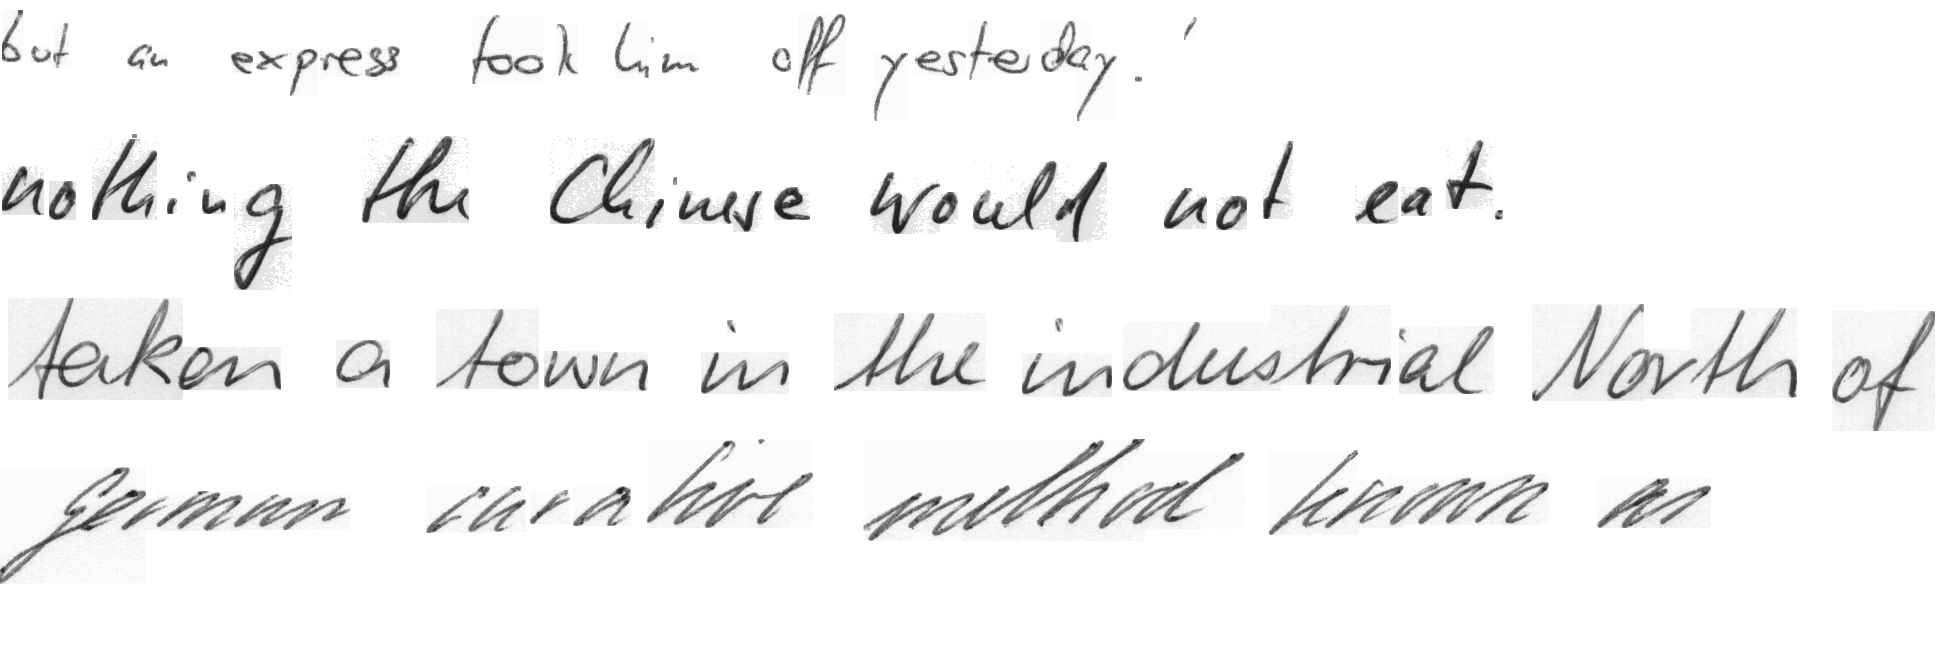 but an express took him off yesterday.'
nothing the Chinese would not eat.
taken a town in the industrial North of
german curative method known as